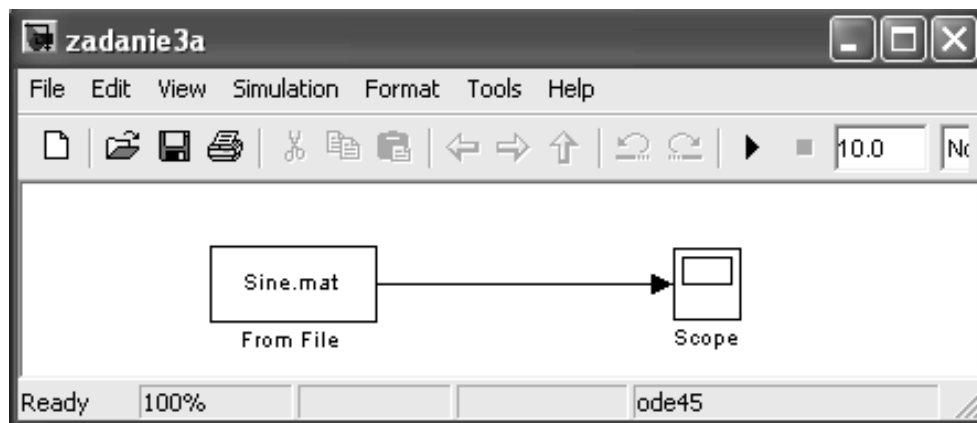 zadanie3a
File Edit View Simulation Format Tools Help
10.0
Sine.mat
From File
Scope
Ready 100% ode45